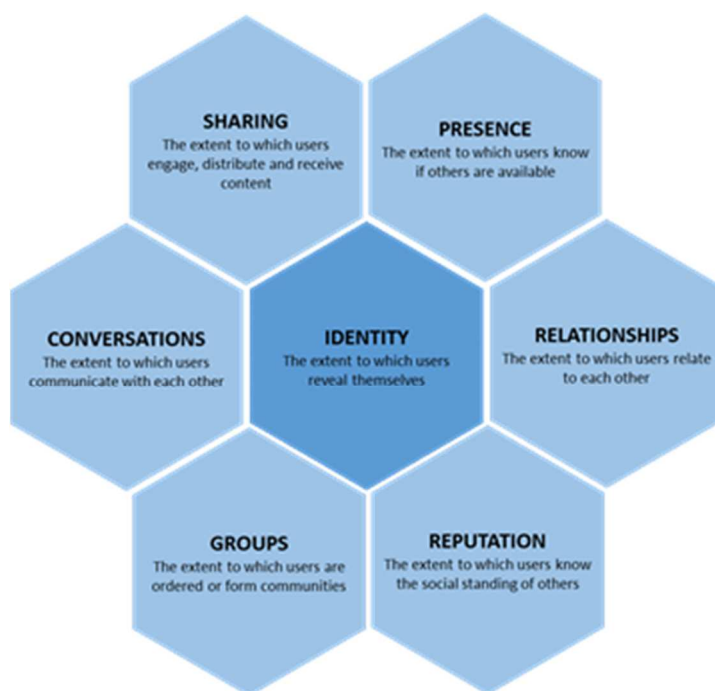 SHARING
The extent to which users
engage, distribute and receive
content
PRESENCE
The extent to which users know
if others are available
CONVERSATIONS
The extent to which users
communicate with each other
IDENTITY
The extent to which users
reveal themselves
RELATIONSHIPS
The extent to which users relate
to each other
GROUPS
The extent to which users are
ordered or form communities
REPUTATION
The extent to which users know
the social standing of others